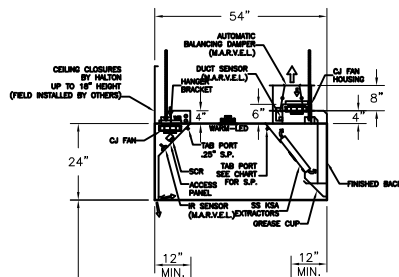 54"
AUTOMATIC
BALANCING DAMPER
(M.A.R.V.E.L.)
DUCT SENSOR
(M.A.R.V.E.L.)
CJ FAN
HOUSING
CEILING CLOSURES
BY HALTON
UP TO 18" HEIGHT
(FIELD INSTALLED BY OTHERS)
HANGER
BRACKET
8"
6"
4"
4"
CJ FAN
WARM-LED
24"
TAB PORT
.25" S.P.
TAB PORT
SEE CHART
FOR S.P.
SCR
ACCESS
PANEL
FINISHED BACK
IR SENSOR
(M.A.R.V.E.L.)
SS KSA
EXTRACTORS
GREASE CUP
12"
MIN.
12"
MIN.